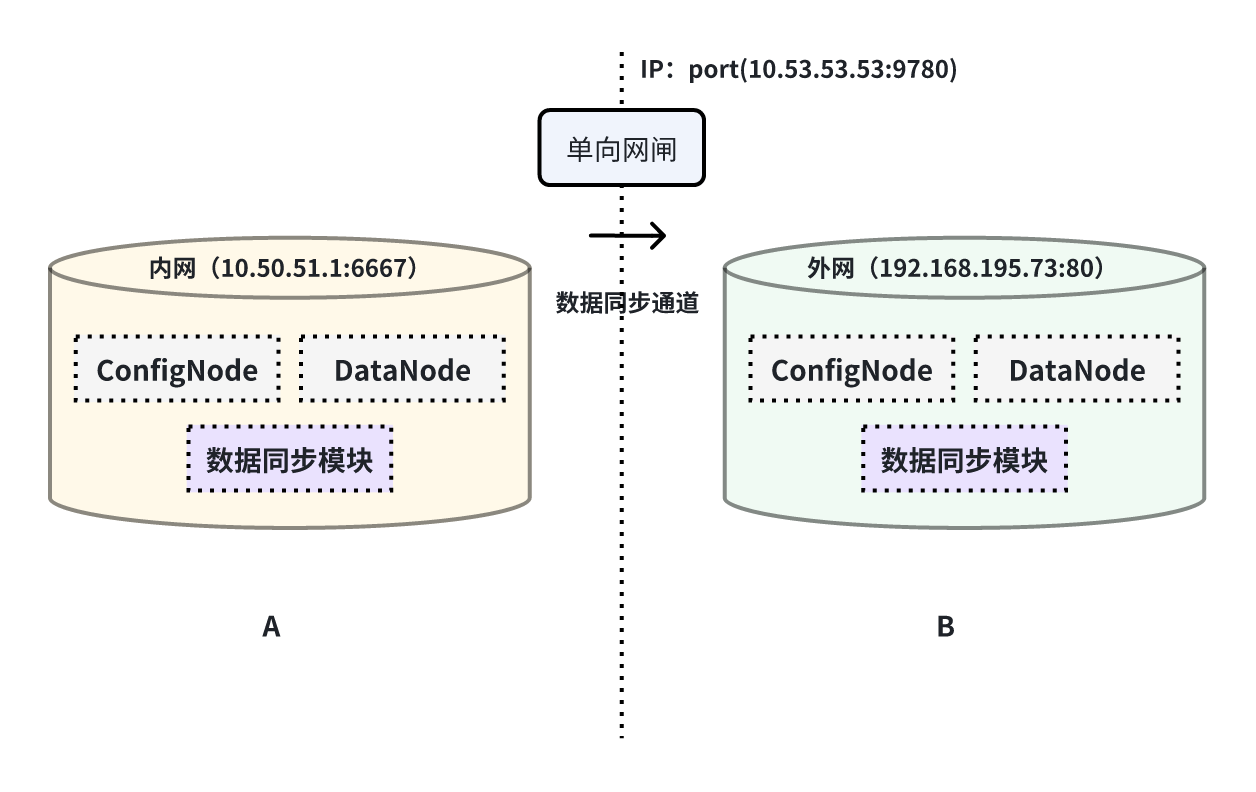 IP：port(10.53.53.53:9780)
单向网闸
内网（10.50.51.1:6667）
外网（192.168.195.73:80）
数据同步通道
ConfigNode
DataNode
ConfigNode
DataNode
数据同步模块
数据同步模块
A
B